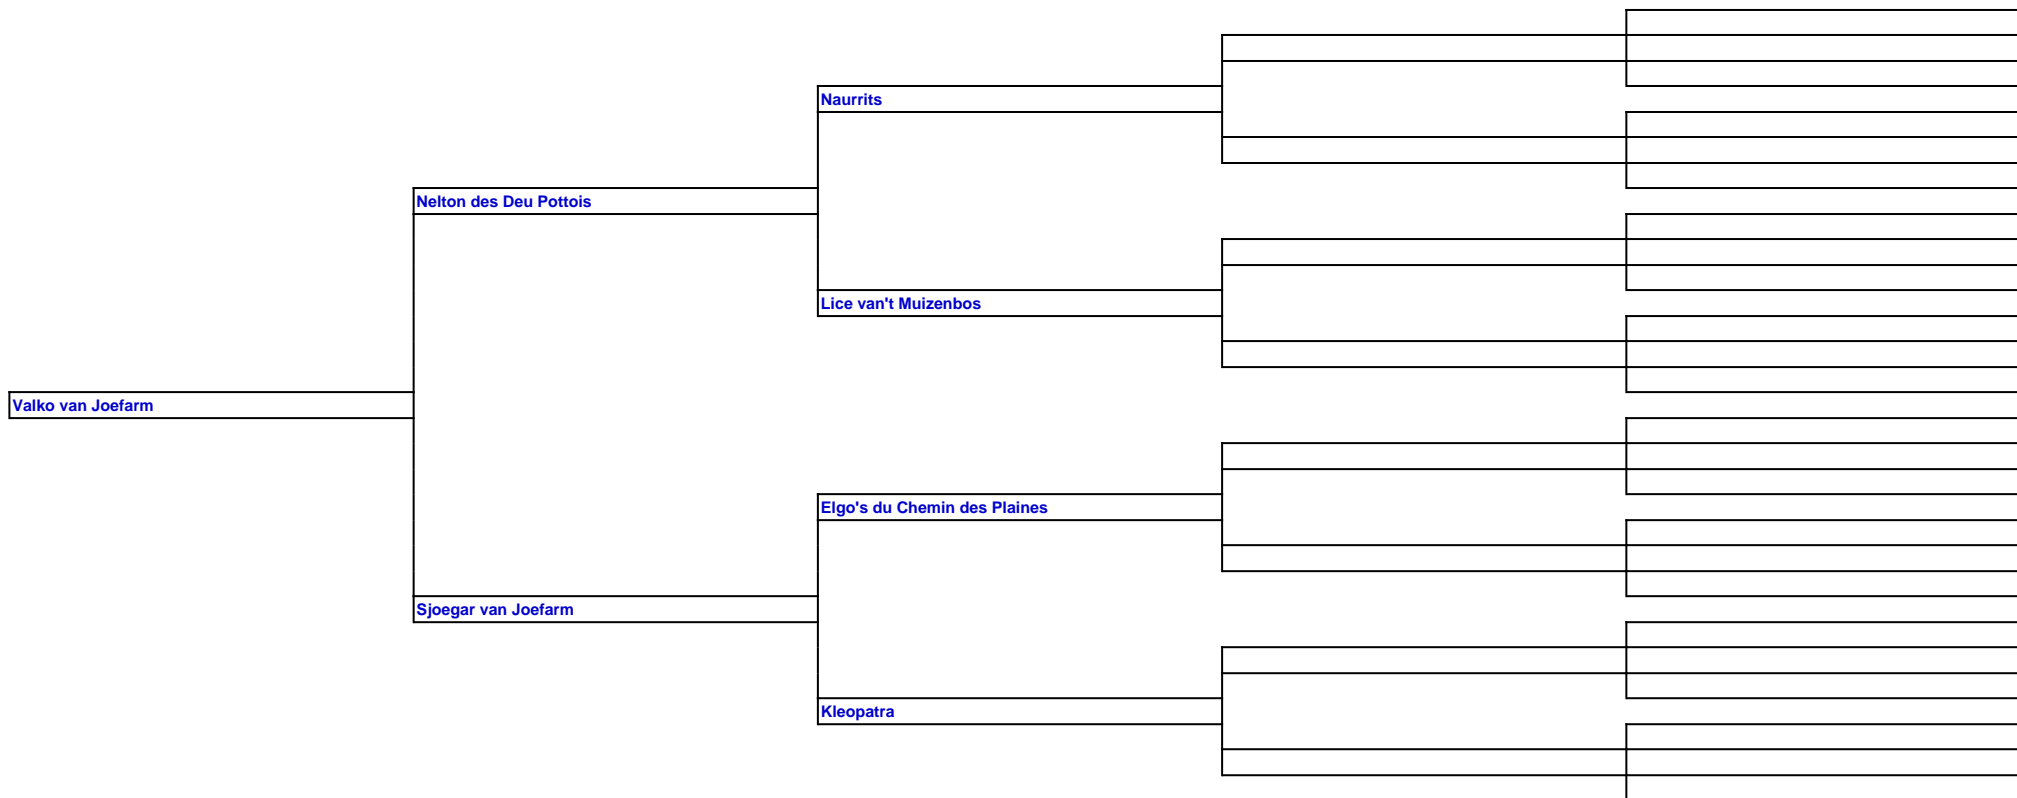 Naurrits
Nelton des Deu Pottois
Lice van't Muizenbos
Valko van Joefarm
Elgo's du Chemin des Plaines
Sjoegar van Joefarm
Kleopatra